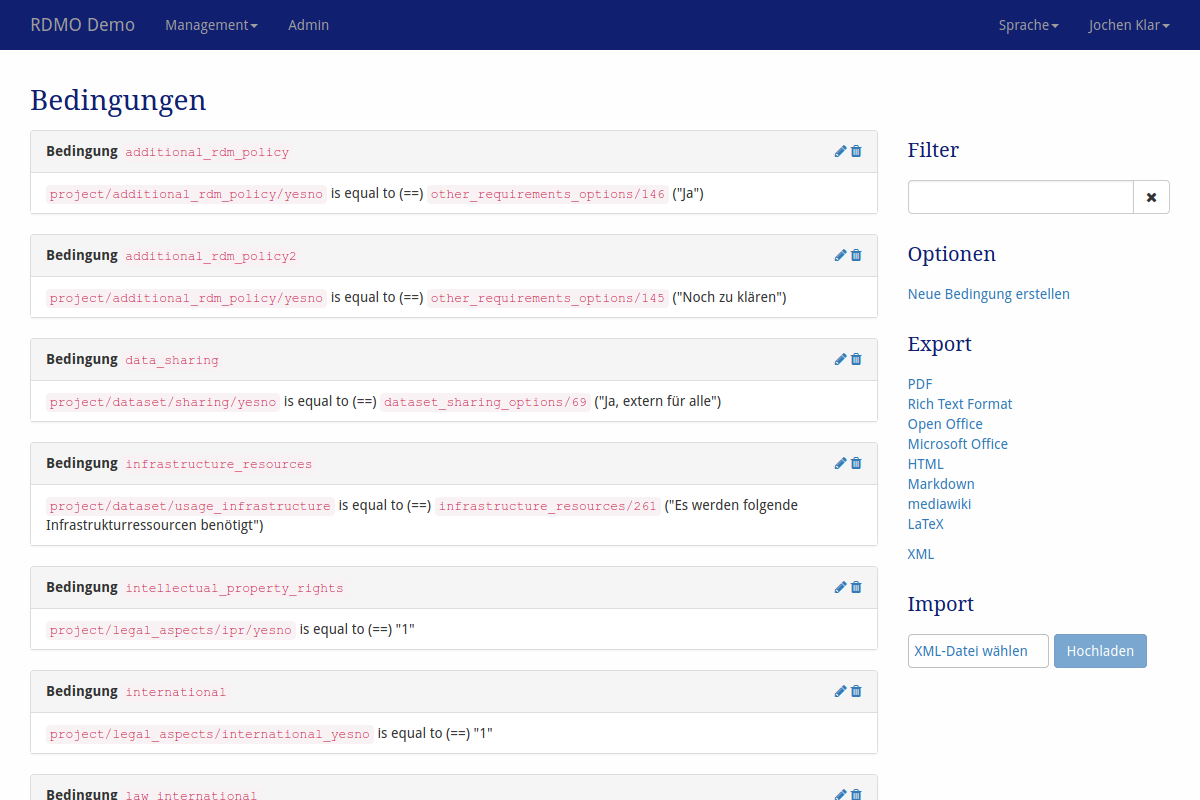 RDMO Demo Management Admin Sprache Jochen Klar
Bedingungen
Bedingung additional_rdm_policy
project/additional_rdm_policy/yesno is equal to (==) other_requirements_options/146 ("Ja")
Bedingung additional_rdm_policy2
project/additional_rdm_policy/yesno is equal to (==) other_requirements_options/145 ("Noch zu klären")
Bedingung data_sharing
project/dataset/sharing/yesno is equal to (==) dataset_sharing_options/69 ("Ja, extern für alle")
Bedingung infrastructure_resources
project/dataset/usage_infrastructure is equal to (==) infrastructure_resources/261 ("Es werden folgende
Infrastrukturressourcen benötigt")
Bedingung intellectual_property_rights
project/legal_aspects/ipr/yesno is equal to (==) "1"
Bedingung international
project/legal_aspects/international_yesno is equal to (==) "1"
Bedingung law_international
Filter
Optionen
Neue Bedingung erstellen
Export
PDF
Rich Text Format
Open Office
Microsoft Office
HTML
Markdown
mediawiki
LaTeX
XML
Import
XML-Datei wählen Hochladen